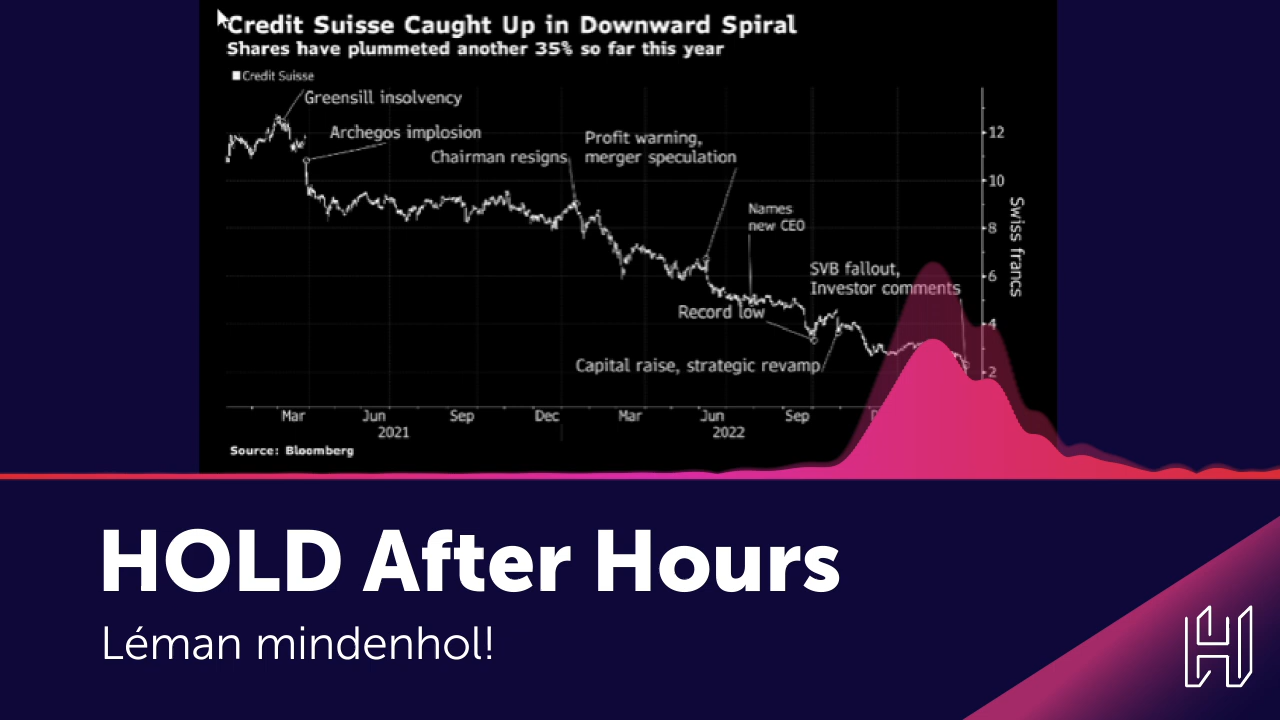 Credit Suisse Caught Up in Downward Spiral
Shares have plummeted another 35% so far this year
Credit Suisse
Greensill insolvency
Archegos implosion
Chairman resigns
Profit warning,
merger speculation
Names
new CEO
SVB fallout,
Investor comments
Record low
Capital raise, strategic revamp
12
10
8
6
4
2
Swiss francs
Mar Jun Sep Dec Mar Jun Sep
2021 2022
Source: Bloomberg
HOLD After Hours
Léman mindenhol!
H